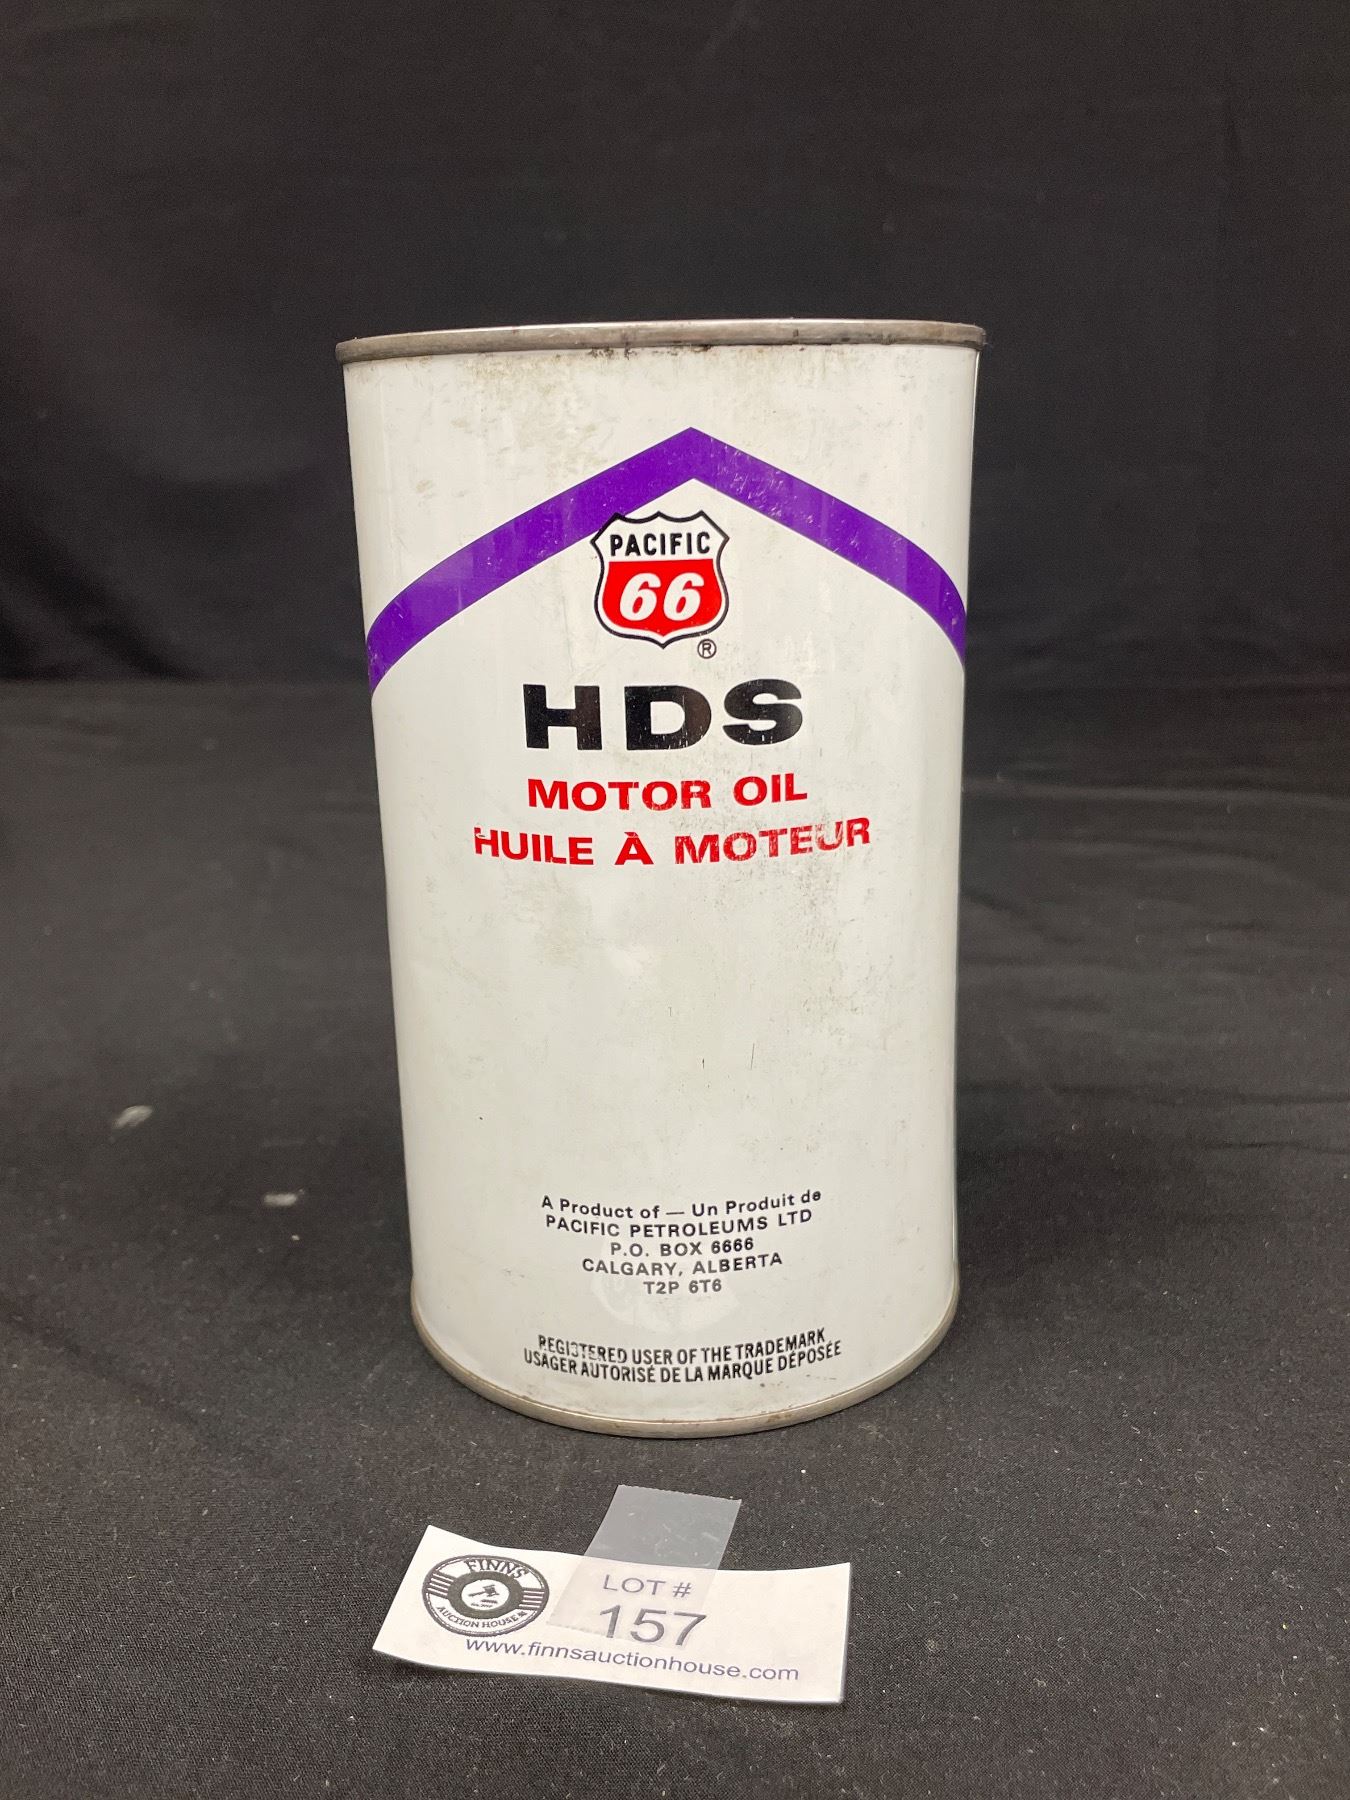 PACIFIC
66
®
HDS
MOTOR OIL
HUILE À MOTEUR
A Product of — Un Produit de
PACIFIC PETROLEUMS LTD
P.O. BOX 6666
CALGARY, ALBERTA
T2P 6T6
REGISTERED USER OF THE TRADEMARK
USAGER AUTORISÉ DE LA MARQUE DÉPOSÉE
FINNS
AUCTION HOUSE
LOT #
157
www.finnsauctionhouse.com